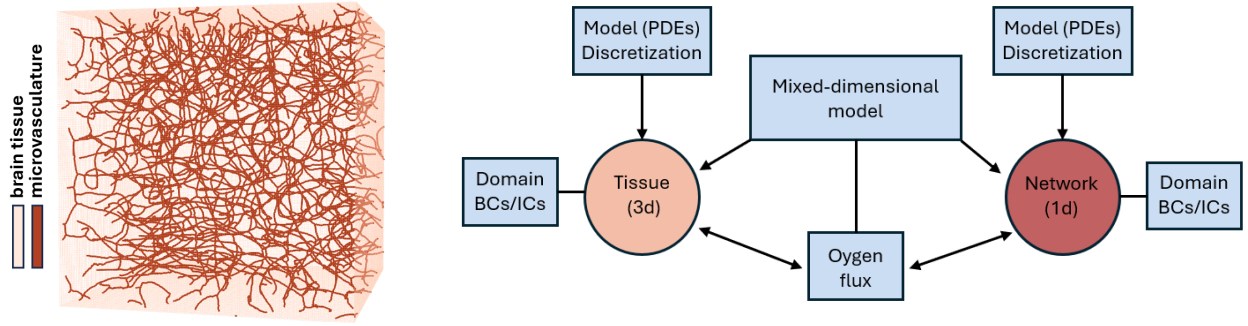 brain tissue
microvasculature
Model (PDEs)
Discretization
Mixed-dimensional
model
Model (PDEs)
Discretization
Domain
BCs/ICs
Tissue
(3d)
Network
(1d)
Domain
BCs/ICs
Oygen
flux